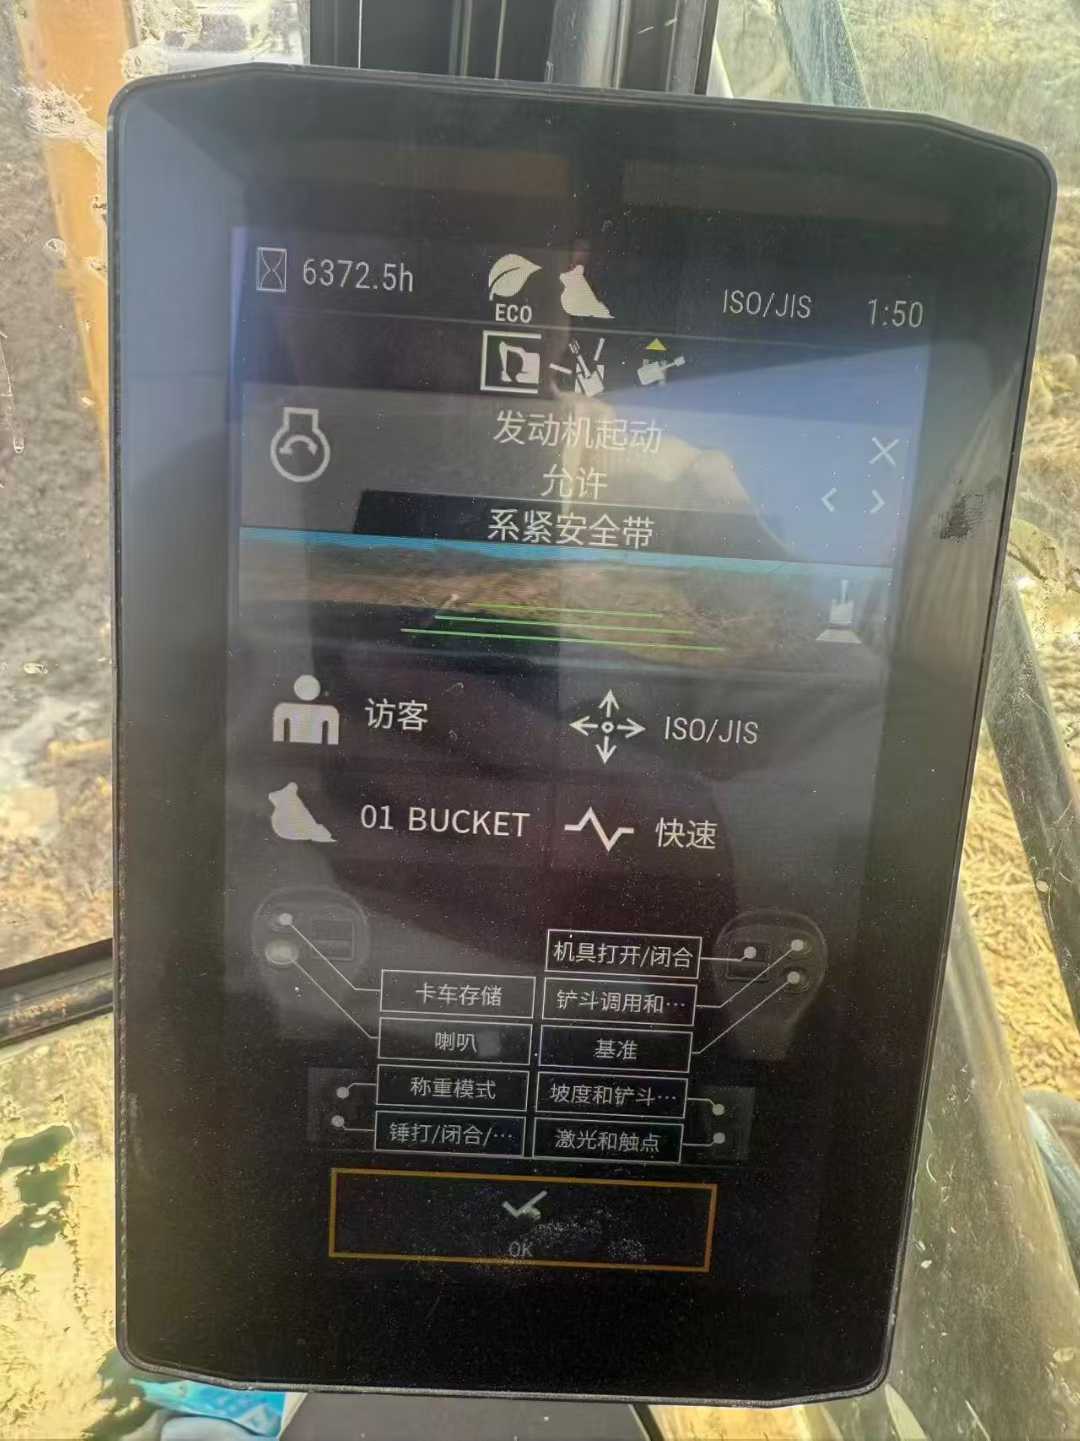 6372.5h
ECO
ISO/JIS
1:50
发动机起动
允许
系紧安全带
访客
ISO/JIS
01 BUCKET
快速
机具打开/闭合
卡车存储
铲斗调用和…
喇叭
基准
称重模式
坡度和铲斗…
锤打/闭合/…
激光和触点
OK